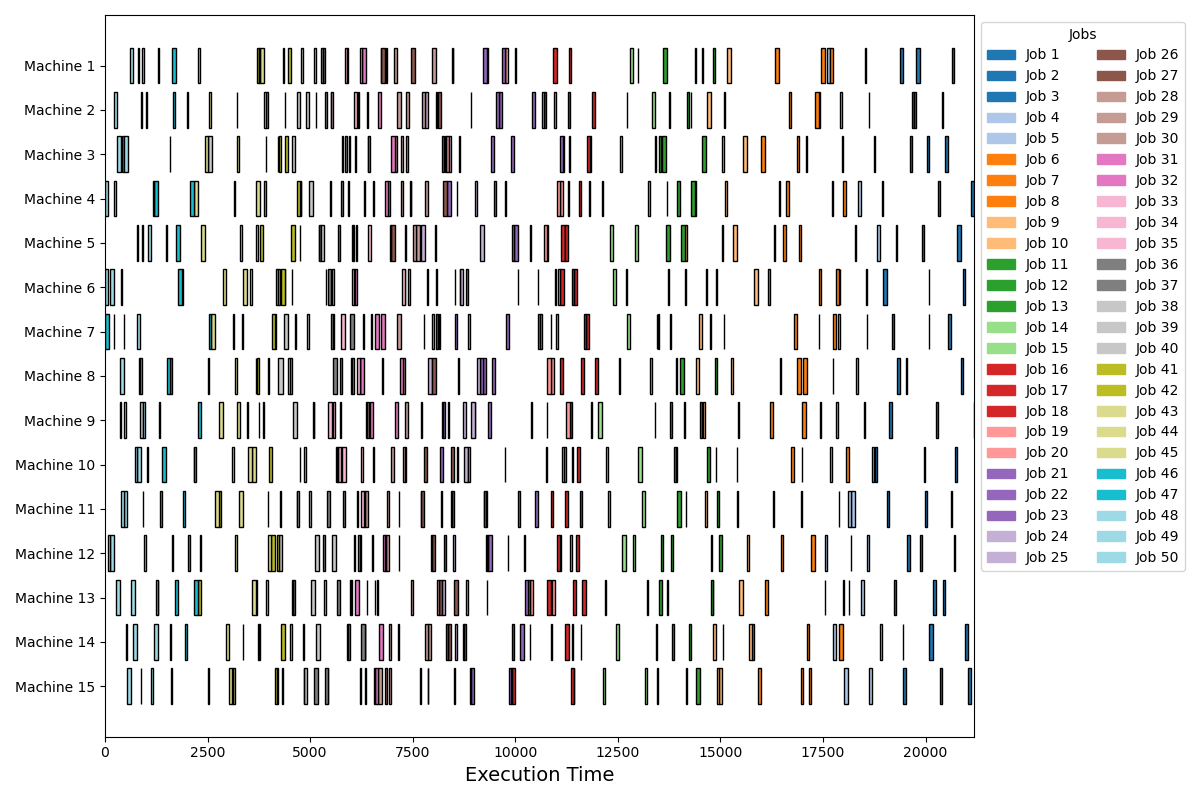 Machine 1
Machine 2
Machine 3
Machine 4
Machine 5
Machine 6
Machine 7
Machine 8
Machine 9
Machine 10
Machine 11
Machine 12
Machine 13
Machine 14
Machine 15
0 2500 5000 7500 10000 12500 15000 17500 20000
Execution Time
Jobs
Job 1 Job 26
Job 2 Job 27
Job 3 Job 28
Job 4 Job 29
Job 5 Job 30
Job 6 Job 31
Job 7 Job 32
Job 8 Job 33
Job 9 Job 34
Job 10 Job 35
Job 11 Job 36
Job 12 Job 37
Job 13 Job 38
Job 14 Job 39
Job 15 Job 40
Job 16 Job 41
Job 17 Job 42
Job 18 Job 43
Job 19 Job 44
Job 20 Job 45
Job 21 Job 46
Job 22 Job 47
Job 23 Job 48
Job 24 Job 49
Job 25 Job 50